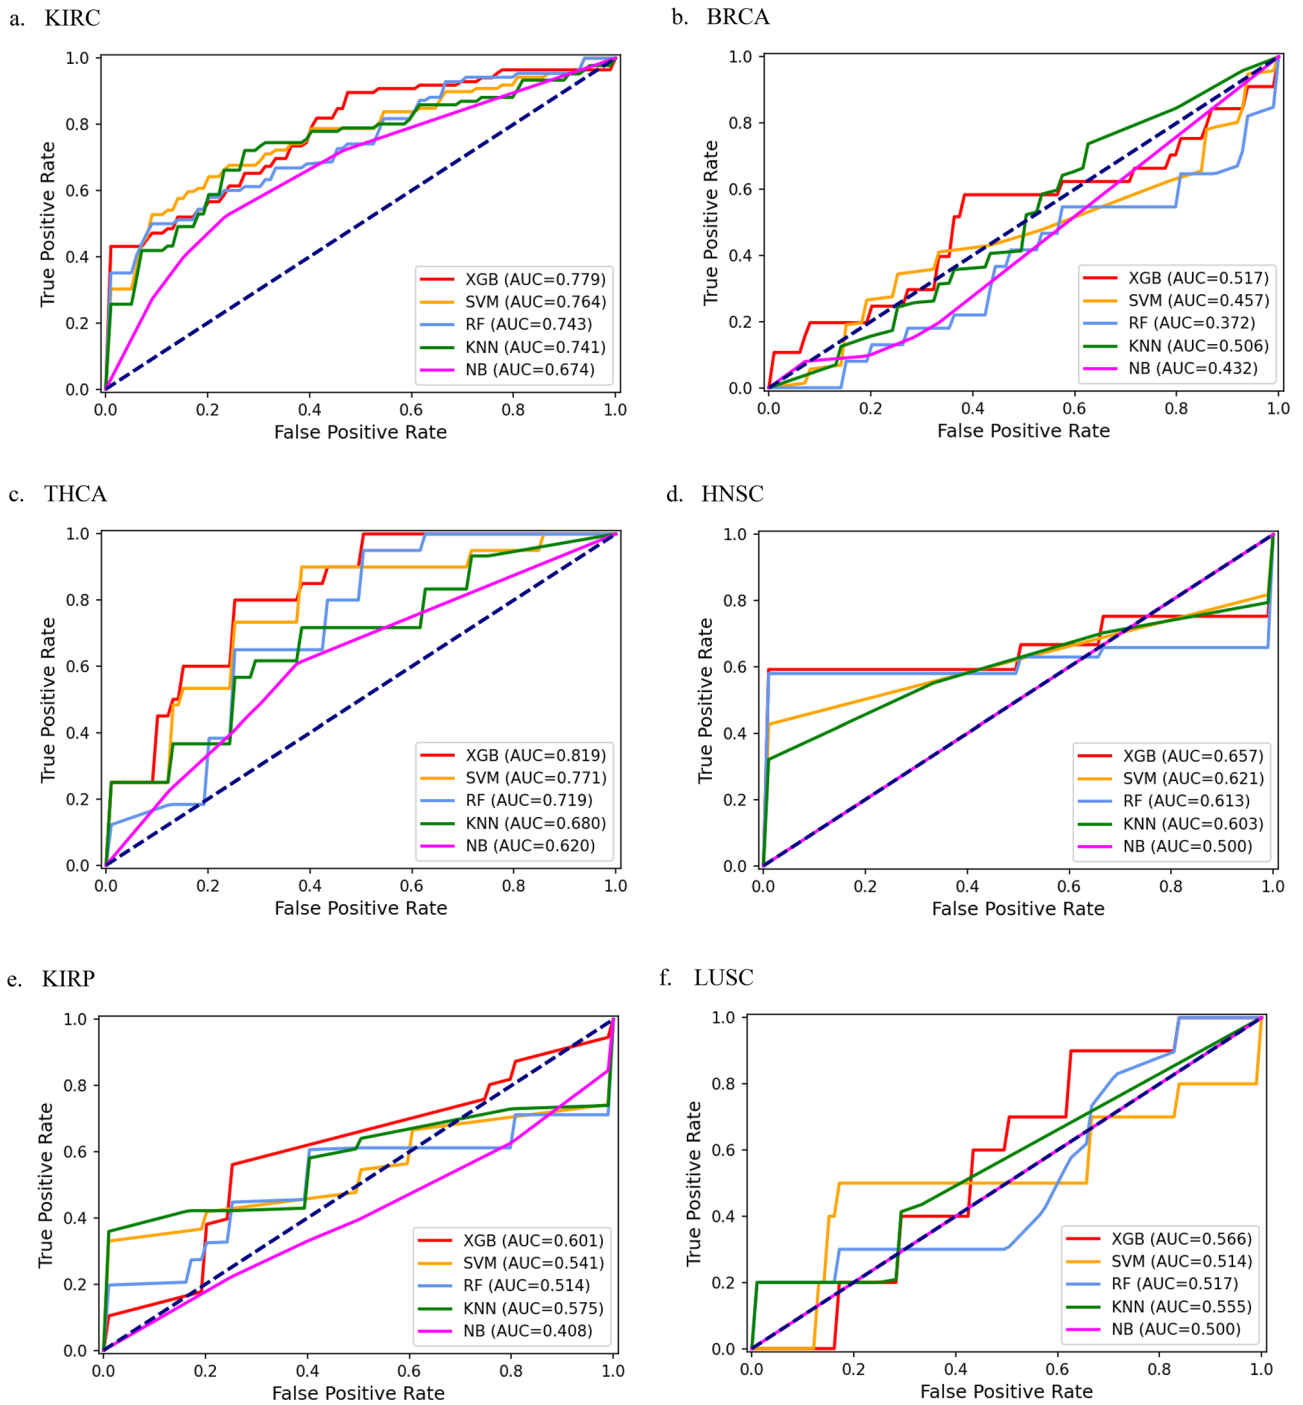 a. KIRC
1.0
0.8
0.6
0.4
0.2
0.0
True Positive Rate
XGB (AUC=0.779)
SVM (AUC=0.764)
RF (AUC=0.743)
KNN (AUC=0.741)
NB (AUC=0.674)
0.0 0.2 0.4 0.6 0.8 1.0
False Positive Rate
b. BRCA
1.0
0.8
0.6
0.4
0.2
0.0
True Positive Rate
XGB (AUC=0.517)
SVM (AUC=0.457)
RF (AUC=0.372)
KNN (AUC=0.506)
NB (AUC=0.432)
0.0 0.2 0.4 0.6 0.8 1.0
False Positive Rate
c. THCA
1.0
0.8
0.6
0.4
0.2
0.0
True Positive Rate
XGB (AUC=0.819)
SVM (AUC=0.771)
RF (AUC=0.719)
KNN (AUC=0.680)
NB (AUC=0.620)
0.0 0.2 0.4 0.6 0.8 1.0
False Positive Rate
d. HNSC
1.0
0.8
0.6
0.4
0.2
0.0
True Positive Rate
XGB (AUC=0.657)
SVM (AUC=0.621)
RF (AUC=0.613)
KNN (AUC=0.603)
NB (AUC=0.500)
0.0 0.2 0.4 0.6 0.8 1.0
False Positive Rate
e. KIRP
1.0
0.8
0.6
0.4
0.2
0.0
True Positive Rate
XGB (AUC=0.601)
SVM (AUC=0.541)
RF (AUC=0.514)
KNN (AUC=0.575)
NB (AUC=0.408)
0.0 0.2 0.4 0.6 0.8 1.0
False Positive Rate
f. LUSC
1.0
0.8
0.6
0.4
0.2
0.0
True Positive Rate
XGB (AUC=0.566)
SVM (AUC=0.514)
RF (AUC=0.517)
KNN (AUC=0.555)
NB (AUC=0.500)
0.0 0.2 0.4 0.6 0.8 1.0
False Positive Rate